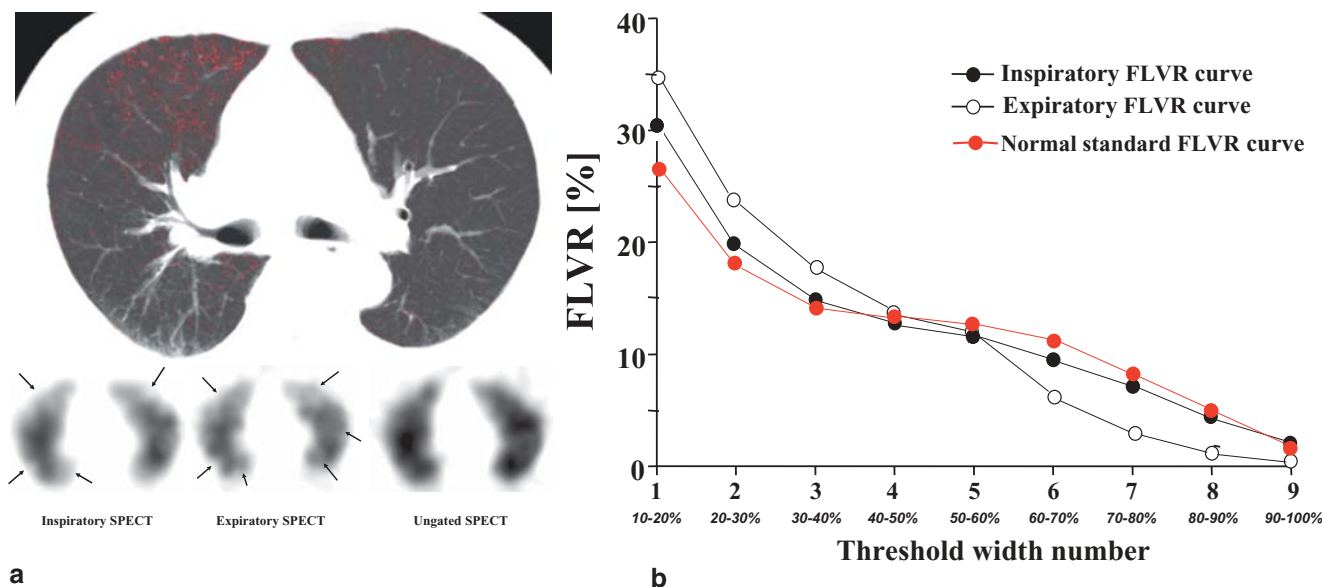 Inspiratory SPECT
Expiratory SPECT
Ungated SPECT
a
FLVR [%]
40
30
20
10
0
Inspiratory FLVR curve
Expiratory FLVR curve
Normal standard FLVR curve
1 2 3 4 5 6 7 8 9
10-20% 20-30% 30-40% 40-50% 50-60% 60-70% 70-80% 80-90% 90-100%
Threshold width number
b